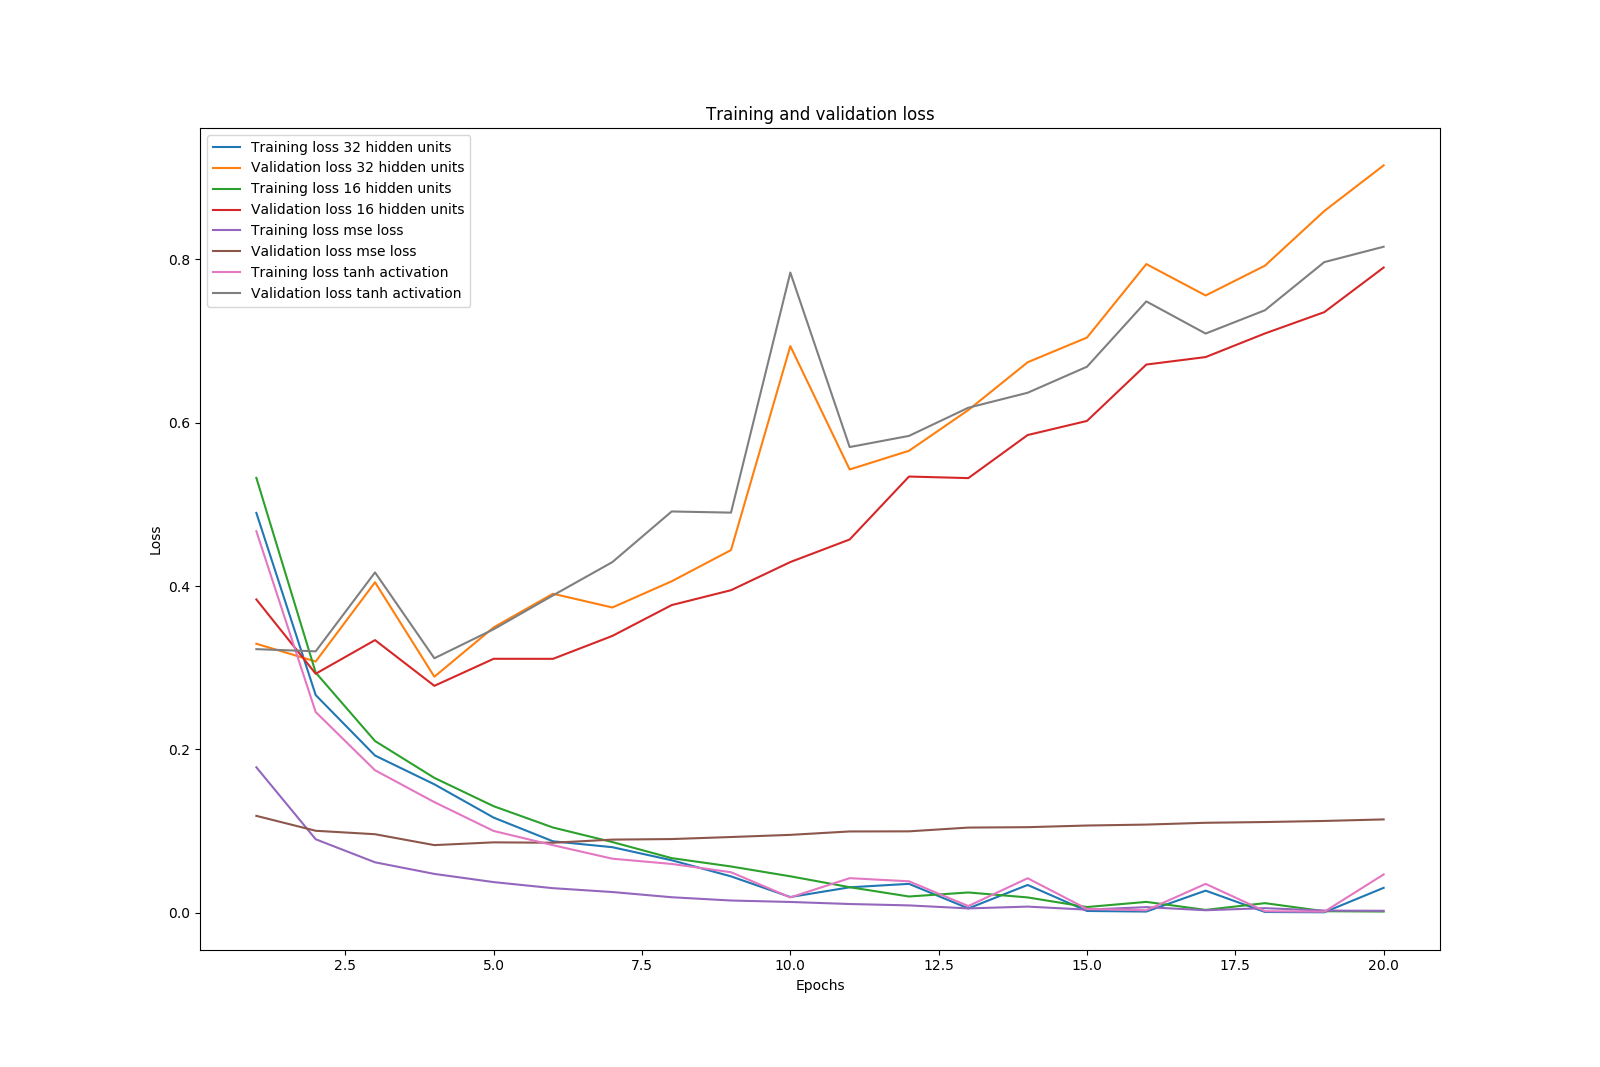 Training and validation loss
Training loss 32 hidden units
Validation loss 32 hidden units
Training loss 16 hidden units
Validation loss 16 hidden units
Training loss mse loss
Validation loss mse loss
Training loss tanh activation
Validation loss tanh activation
0.8
0.6
0.4
0.2
0.0
Loss
2.5 5.0 7.5 10.0 12.5 15.0 17.5 20.0
Epochs